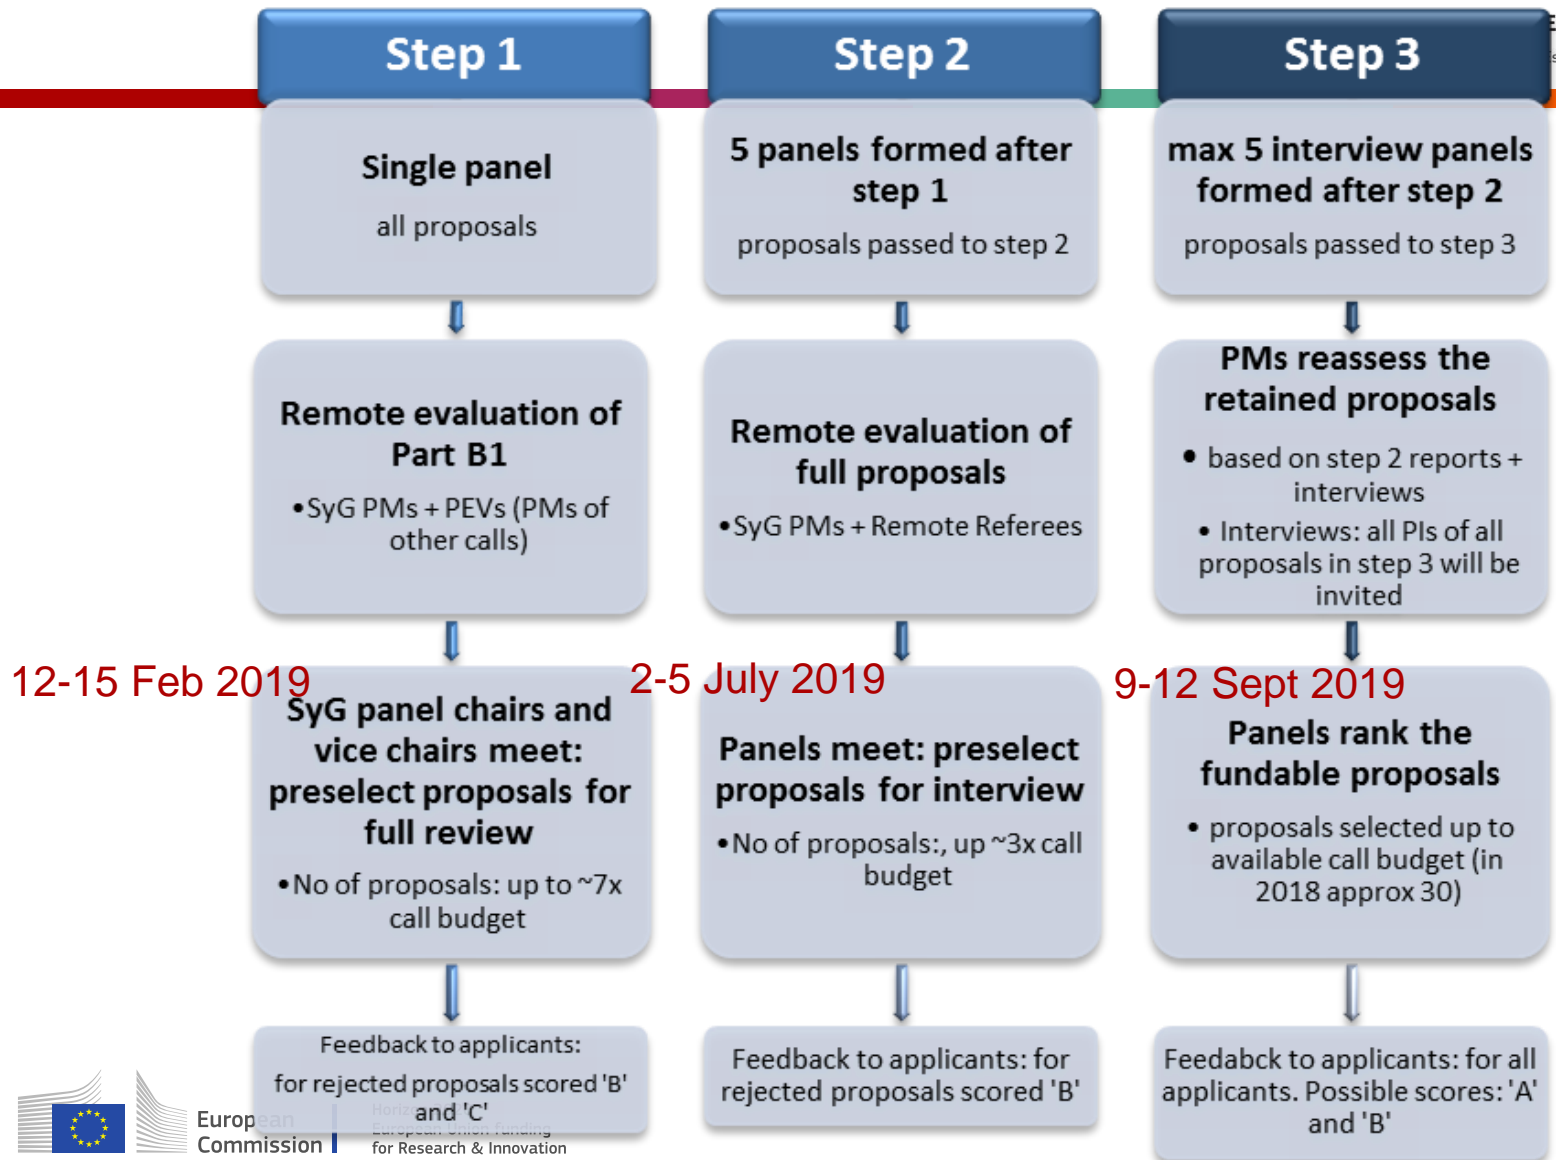 Step 1
Single panel
all proposals
Remote evaluation of
Part B1
•SyG PMs + PEVs (PMs of
other calls)
12-15 Feb 2019
SyG panel chairs and
vice chairs meet:
preselect proposals for
full review
•No of proposals: up to ~7x
call budget
Feedback to applicants:
for rejected proposals scored 'B'
and 'C'
Step 2
5 panels formed after
step 1
proposals passed to step 2
Remote evaluation of
full proposals
•SyG PMs + Remote Referees
2-5 July 2019
Panels meet: preselect
proposals for interview
•No of proposals:, up ~3x call
budget
Feedback to applicants: for
rejected proposals scored 'B'
Step 3
max 5 interview panels
formed after step 2
proposals passed to step 3
PMs reassess the
retained proposals
• based on step 2 reports +
interviews
• Interviews: all PIs of all
proposals in step 3 will be
invited
9-12 Sept 2019
Panels rank the
fundable proposals
• proposals selected up to
available call budget (in
2018 approx 30)
Feedabck to applicants: for all
applicants. Possible scores: 'A'
and 'B'
European
Commission
European Union funding
for Research & Innovation